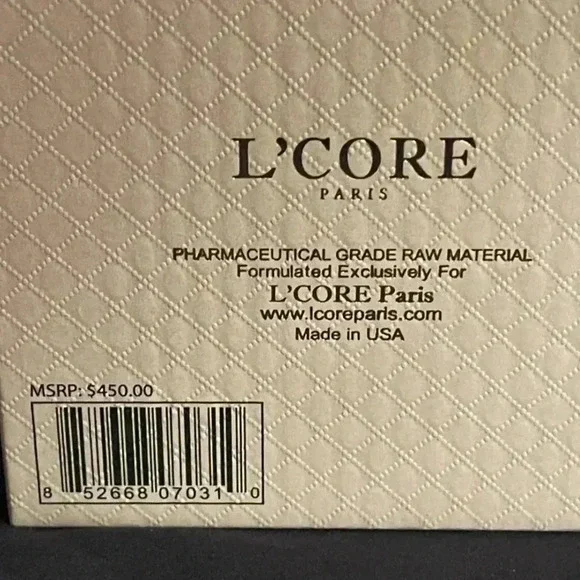 L'CORE
PARIS
PHARMACEUTICAL GRADE RAW MATERIAL
Formulated Exclusively For
L'CORE Paris
www.lcoreparis.com
Made in USA
MSRP: $450.00
8 52668 07031 0